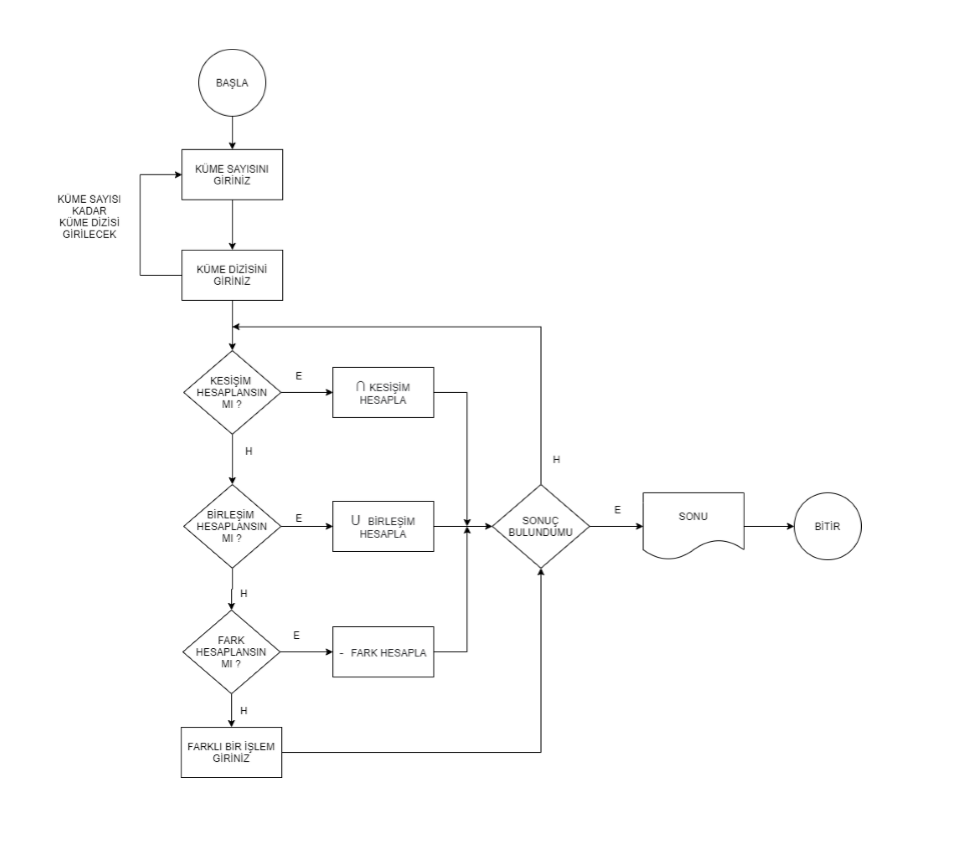 BAŞLA
KÜME SAYISINI
GİRİNİZ
KÜME SAYISI
KADAR
KÜME DİZİSİ
GİRİLECEK
KÜME DİZİSİNİ
GİRİNİZ
KESİŞİM
HESAPLANSIN
MI ?
E
∩ KESİŞİM
HESAPLA
H
BİRLEŞİM
HESAPLANSIN
MI ?
E
U BİRLEŞİM
HESAPLA
H
FARK
HESAPLANSIN
MI ?
E
- FARK HESAPLA
H
FARKLI BİR İŞLEM
GİRİNİZ
H
SONUÇ
BULUNDUMU
E
SONU
BİTİR